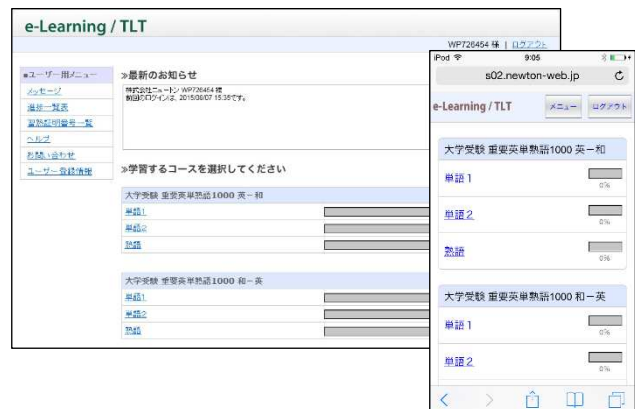 e-Learning / TLT
WP726454 様 | ログアウト
■ユーザー用メニュー
メッセージ
進捗一覧表
習熟証明番号一覧
ヘルプ
お問い合わせ
ユーザー登録情報
≫最新のお知らせ
株式会社ニュートン WP726454 様
前回のログインは、2015/08/07 15:35です。
≫学習するコースを選択してください
大学受験 重要英単熟語1000 英－和
単語1
単語2
熟語
大学受験 重要英単熟語1000 和－英
単語1
単語2
熟語
iPod 9:05
s02.newton-web.jp
e-Learning / TLT メニュー ログアウト
大学受験 重要英単熟語1000 英－和
単語1
0%
単語2
0%
熟語
0%
大学受験 重要英単熟語1000 和－英
単語1
0%
単語2
0%